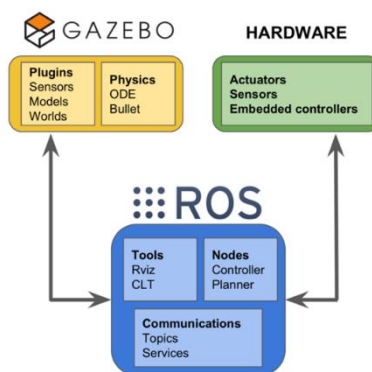 GAZEBO
HARDWARE
Plugins
Sensors
Models
Worlds
Physics
ODE
Bullet
Actuators
Sensors
Embedded controllers
ROS
Tools
Rviz
CLT
Nodes
Controller
Planner
Communications
Topics
Services